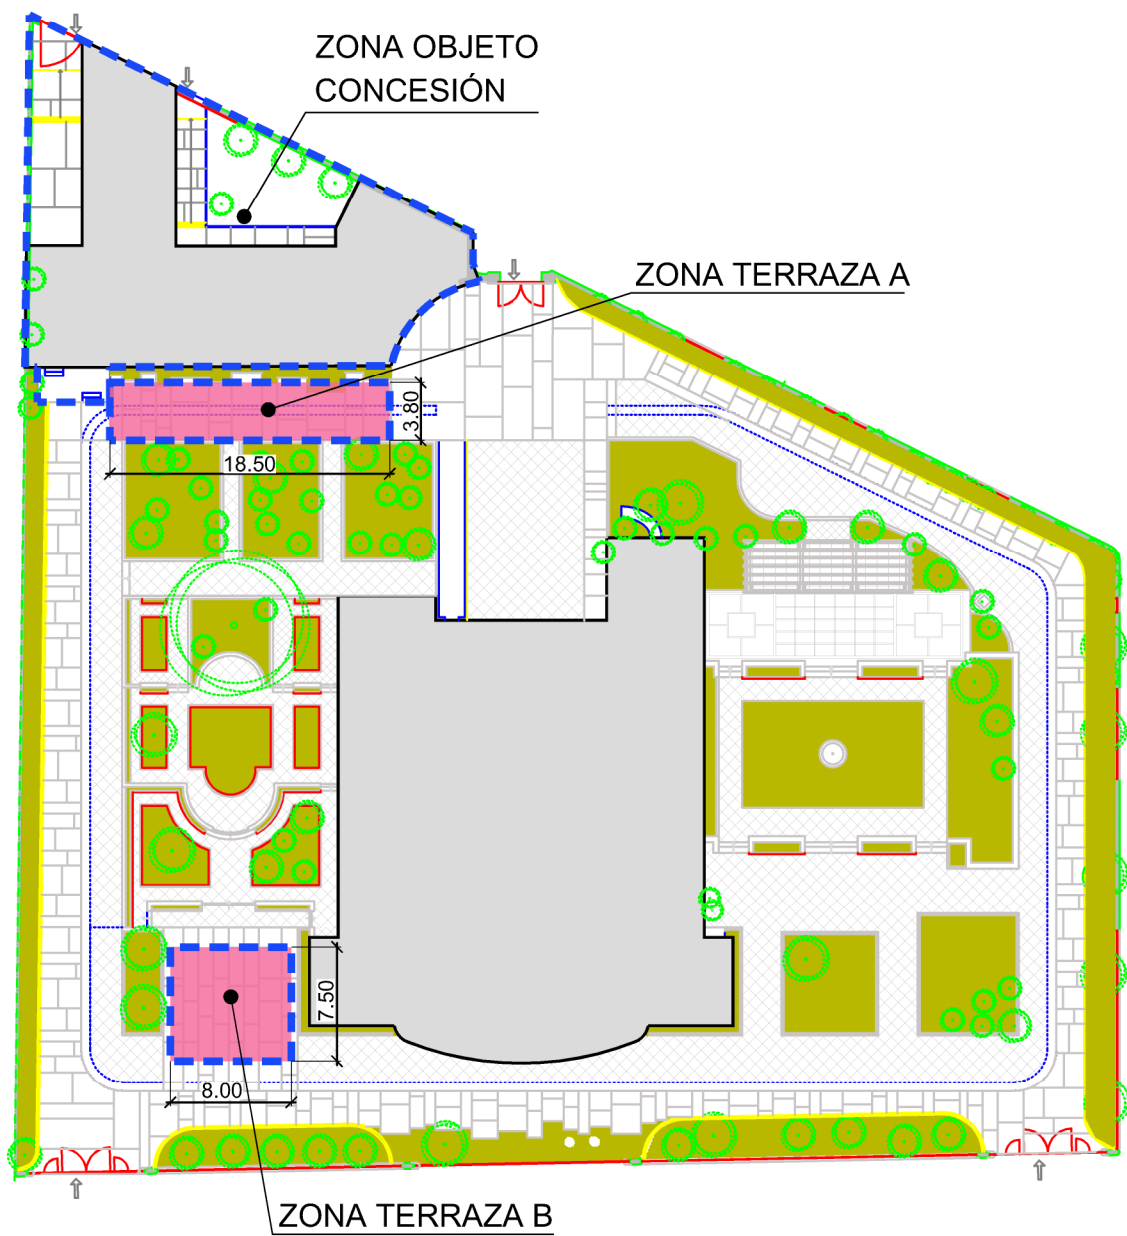 ZONA OBJETO
CONCESIÓN
ZONA TERRAZA A
3.80
18.50
7.50
8.00
ZONA TERRAZA B